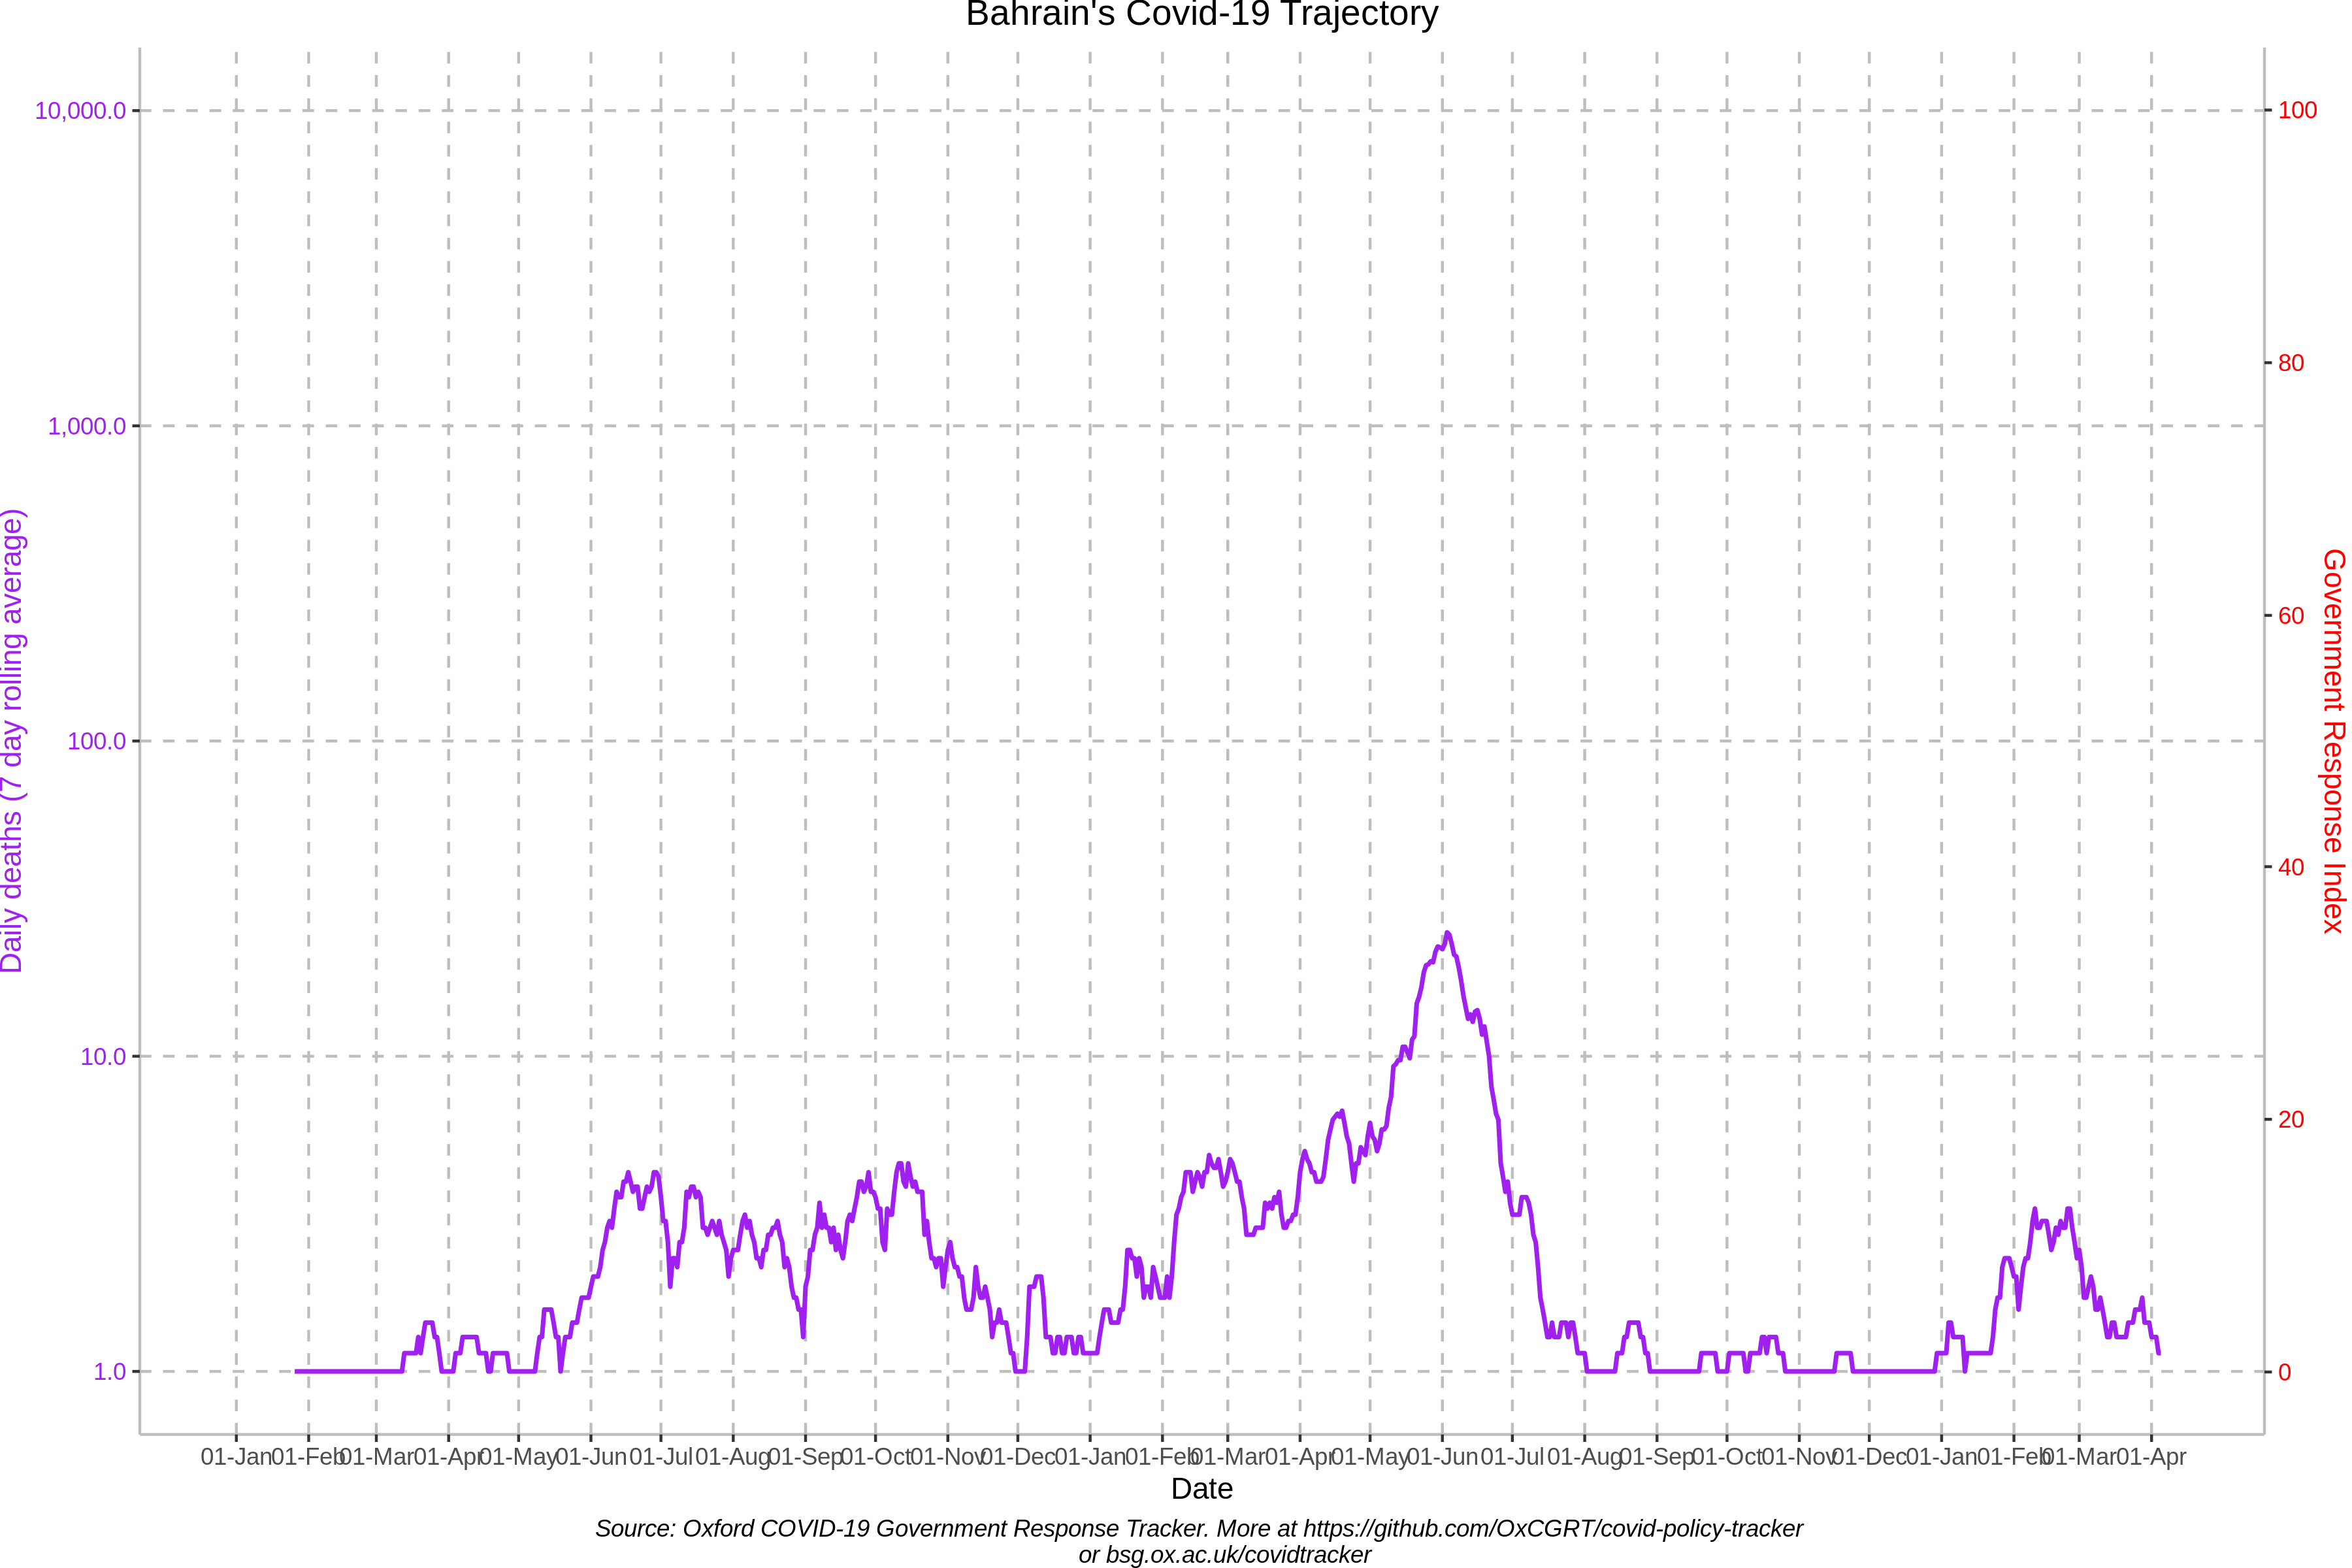 Bahrain's Covid-19 Trajectory
10,000.0
1,000.0
100.0
10.0
1.0
Daily deaths (7 day rolling average)
100
80
60
40
20
0
Government Response Index
01-Jan 01-Feb 01-Mar 01-Apr 01-May 01-Jun 01-Jul 01-Aug 01-Sep 01-Oct 01-Nov 01-Dec 01-Jan 01-Feb 01-Mar 01-Apr 01-May 01-Jun 01-Jul 01-Aug 01-Sep 01-Oct 01-Nov 01-Dec 01-Jan 01-Feb 01-Mar 01-Apr
Date
Source: Oxford COVID-19 Government Response Tracker. More at https://github.com/OxCGRT/covid-policy-tracker
or bsg.ox.ac.uk/covidtracker